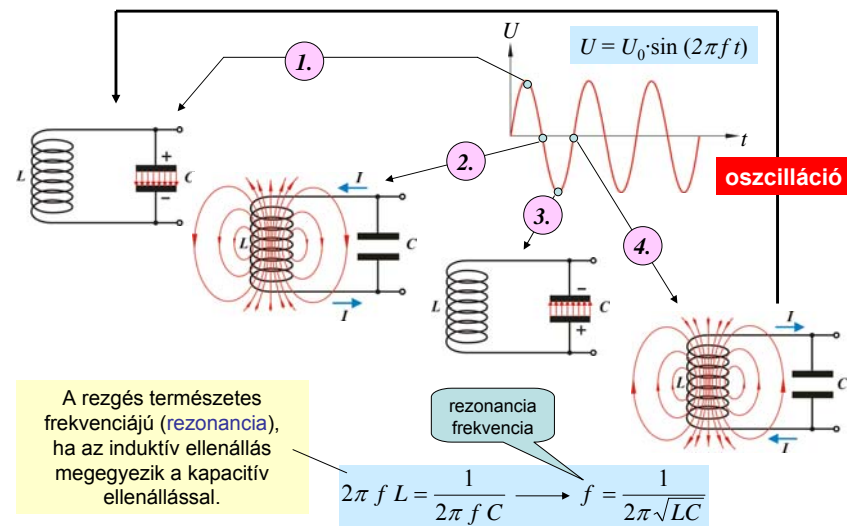 U
U = U₀·sin (2π f t)
1.
t
2.
oszcilláció
3.
4.
L
+
C
−
I
L
C
I
L
−
C
+
I
L
C
I
A rezgés természetes
frekvenciájú (rezonancia),
ha az induktív ellenállás
megegyezik a kapacitív
ellenállással.
rezonancia
frekvencia
2π f L = 1/(2π f C) → f = 1/(2π√LC)